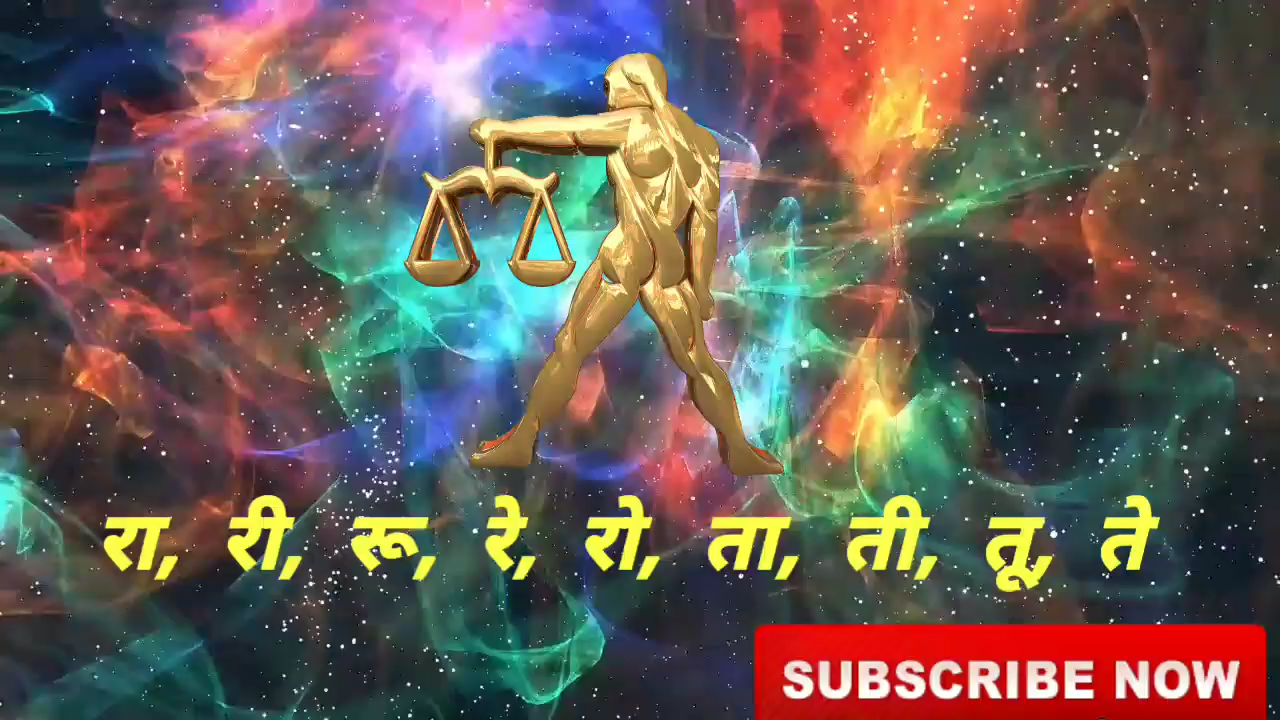 रा, री, रू, रे, रो, ता, ती, तू, ते
SUBSCRIBE NOW